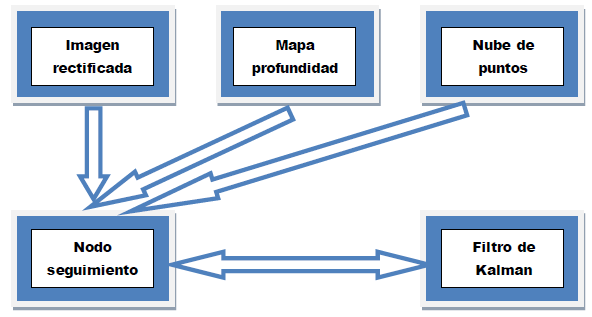 Imagen
rectificada
Mapa
profundidad
Nube de
puntos
Nodo
seguimiento
Filtro de
Kalman